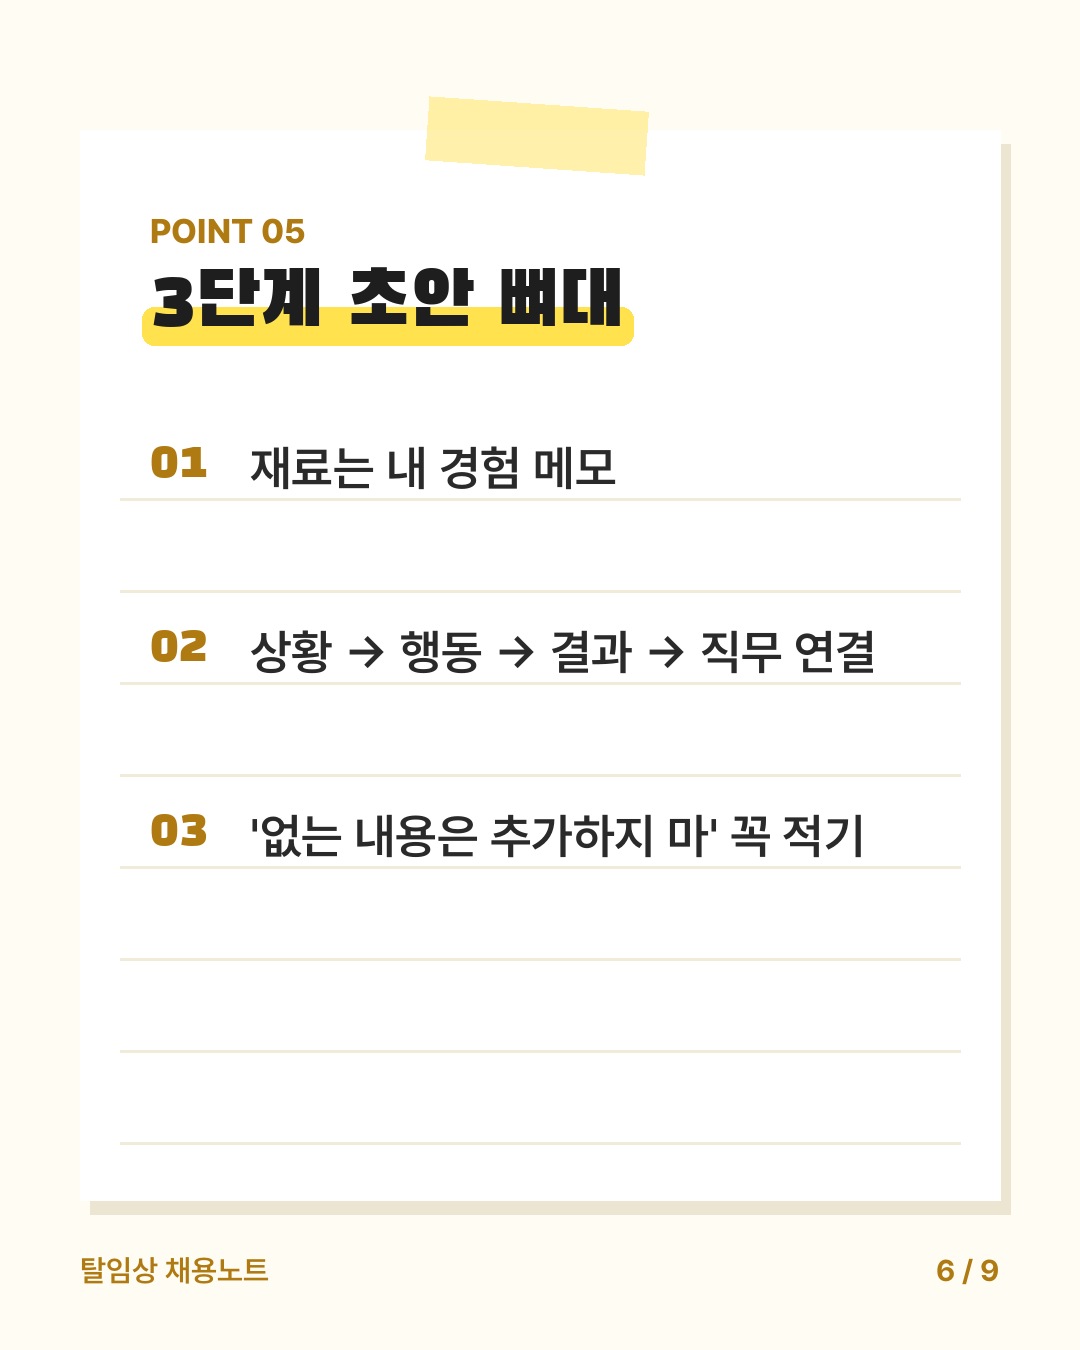 POINT 05
3단계 초안 뼈대
01 재료는 내 경험 메모
02 상황 → 행동 → 결과 → 직무 연결
03 '없는 내용은 추가하지 마' 꼭 적기
탈임상 채용노트
6 / 9